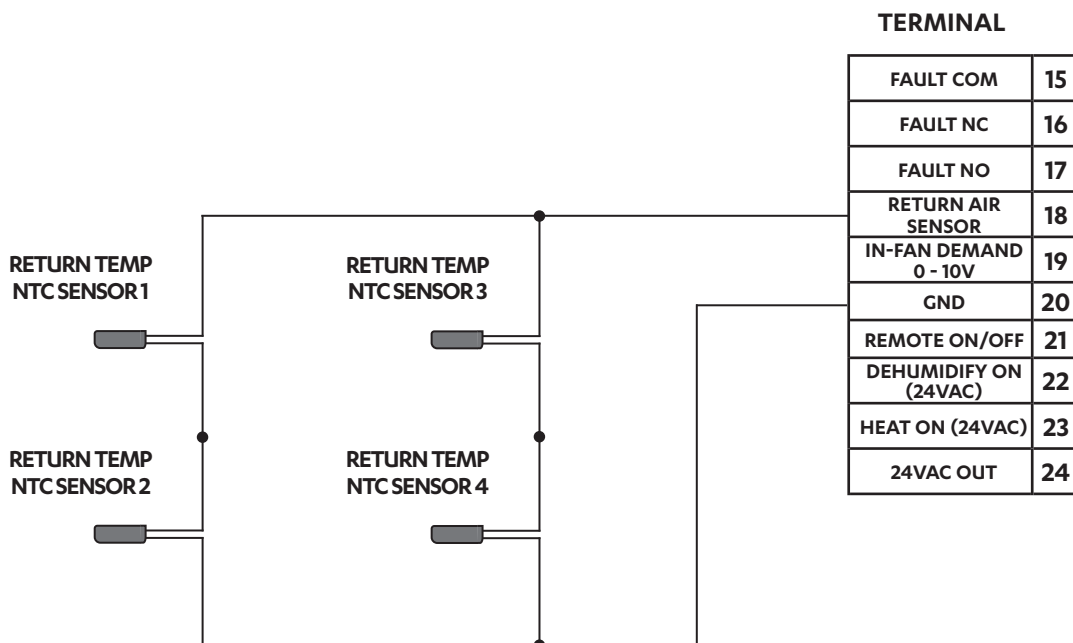 TERMINAL
FAULT COM 15
FAULT NC 16
FAULT NO 17
RETURN AIR
SENSOR 18
IN-FAN DEMAND
0 - 10V 19
GND 20
REMOTE ON/OFF 21
DEHUMIDIFY ON
(24VAC) 22
HEAT ON (24VAC) 23
24VAC OUT 24
RETURN TEMP
NTC SENSOR 1
RETURN TEMP
NTC SENSOR 3
RETURN TEMP
NTC SENSOR 2
RETURN TEMP
NTC SENSOR 4